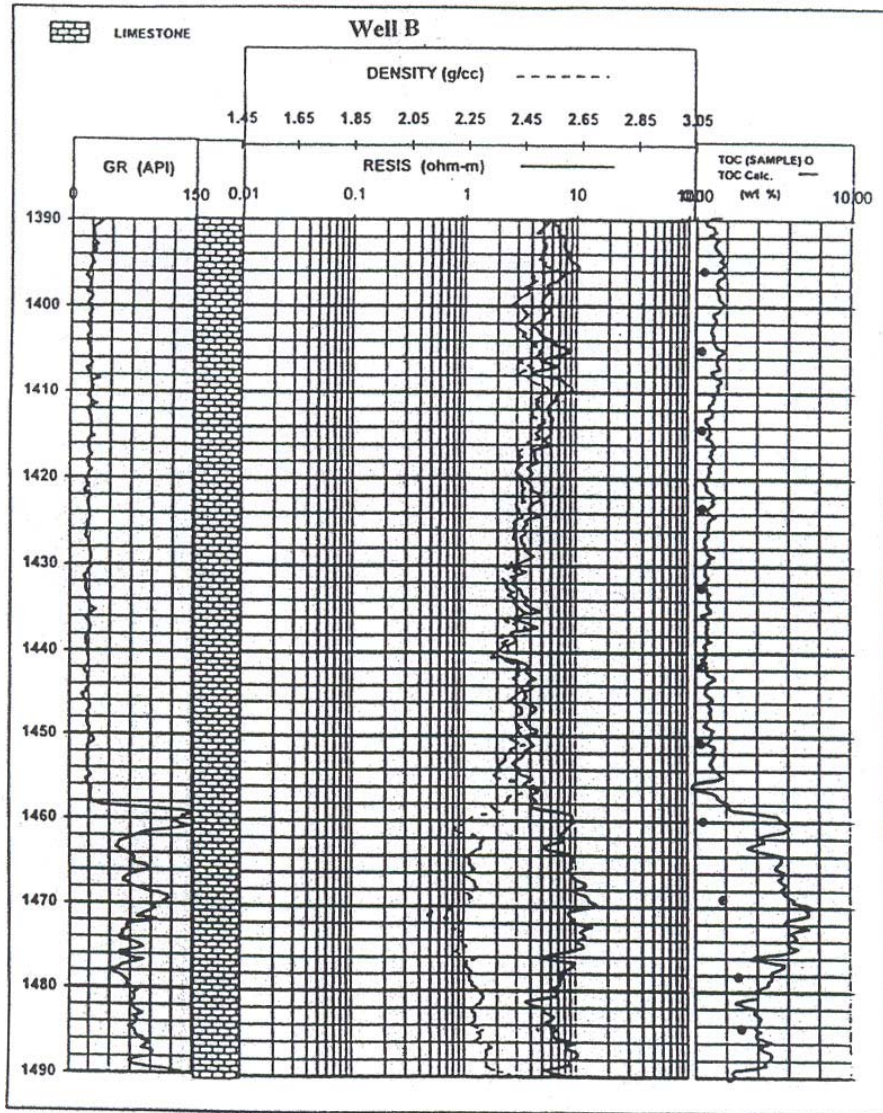 LIMESTONE
Well B
DENSITY (g/cc)
1.45 1.65 1.85 2.05 2.25 2.45 2.65 2.85 3.05
GR (API)
RESIS (ohm-m)
TOC (SAMPLE) O
TOC Calc.
(wt %)
0 150 0.01 0.1 1 10 10.00
1390
1400
1410
1420
1430
1440
1450
1460
1470
1480
1490